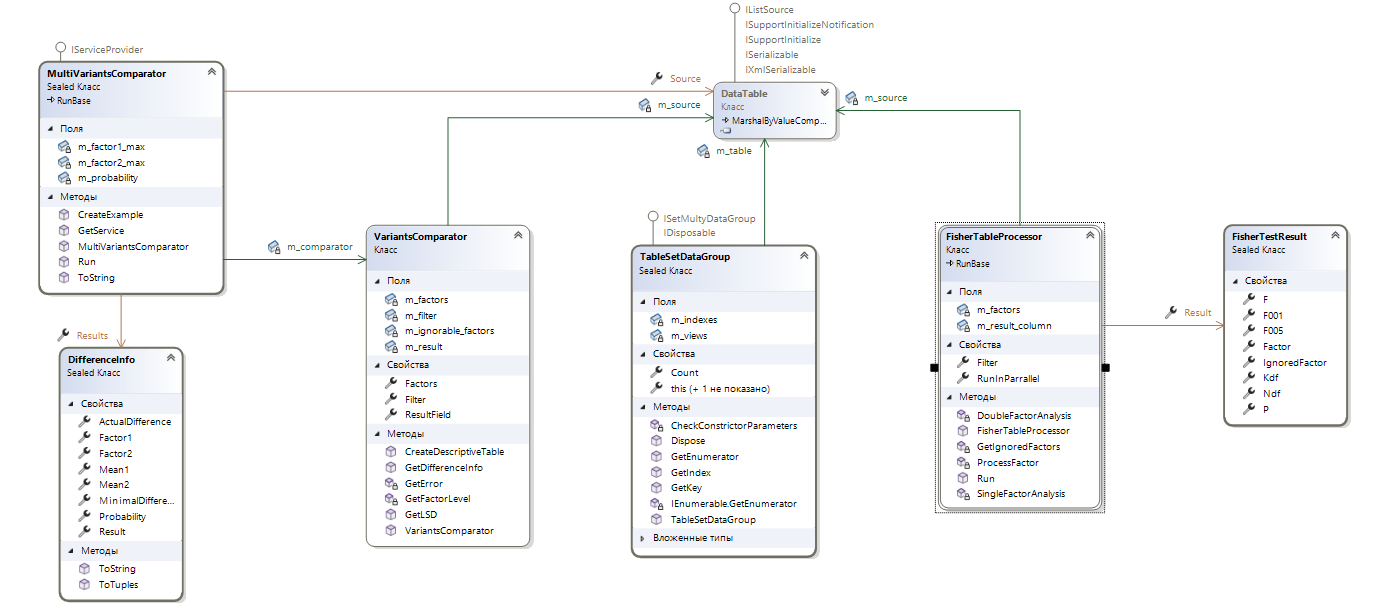 IServiceProvider
MultiVariantsComparator
Sealed Класс
RunBase
Поля
m_factor1_max
m_factor2_max
m_probability
Методы
CreateExample
GetService
MultiVariantsComparator
Run
ToString
Results
DifferenceInfo
Sealed Класс
Свойства
ActualDifference
Factor1
Factor2
Mean1
Mean2
MinimalDiffere...
Probability
Result
Методы
ToString
ToTuples
m_comparator
VariantsComparator
Класс
Поля
m_factors
m_filter
m_ignorable_factors
m_result
Свойства
Factors
Filter
ResultField
Методы
CreateDescriptiveTable
GetDifferenceInfo
GetError
GetFactorLevel
GetLSD
VariantsComparator
Source
m_source
IListSource
ISupportInitializeNotification
ISupportInitialize
ISerializable
IXmlSerializable
DataTable
Класс
MarshalByValueComp...
m_source
m_table
ISetMultyDataGroup
IDisposable
TableSetDataGroup
Sealed Класс
Поля
m_indexes
m_views
Свойства
Count
this (+ 1 не показано)
Методы
CheckConstrictorParameters
Dispose
GetEnumerator
GetIndex
GetKey
IEnumerable.GetEnumerator
TableSetDataGroup
Вложенные типы
FisherTableProcessor
Класс
RunBase
Поля
m_factors
m_result_column
Свойства
Filter
RunInParrallel
Методы
DoubleFactorAnalysis
FisherTableProcessor
GetIgnoredFactors
ProcessFactor
Run
SingleFactorAnalysis
Result
FisherTestResult
Sealed Класс
Свойства
F
F001
F005
Factor
IgnoredFactor
Kdf
Ndf
P